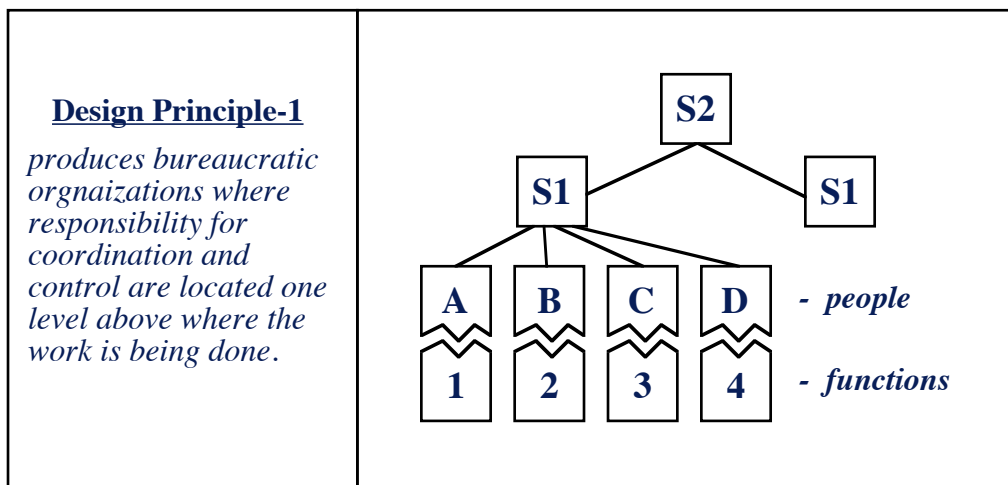 Design Principle-1
produces bureaucratic
orgnaizations where
responsibility for
coordination and
control are located one
level above where the
work is being done.
S2
S1 S1
A B C D - people
1 2 3 4 - functions